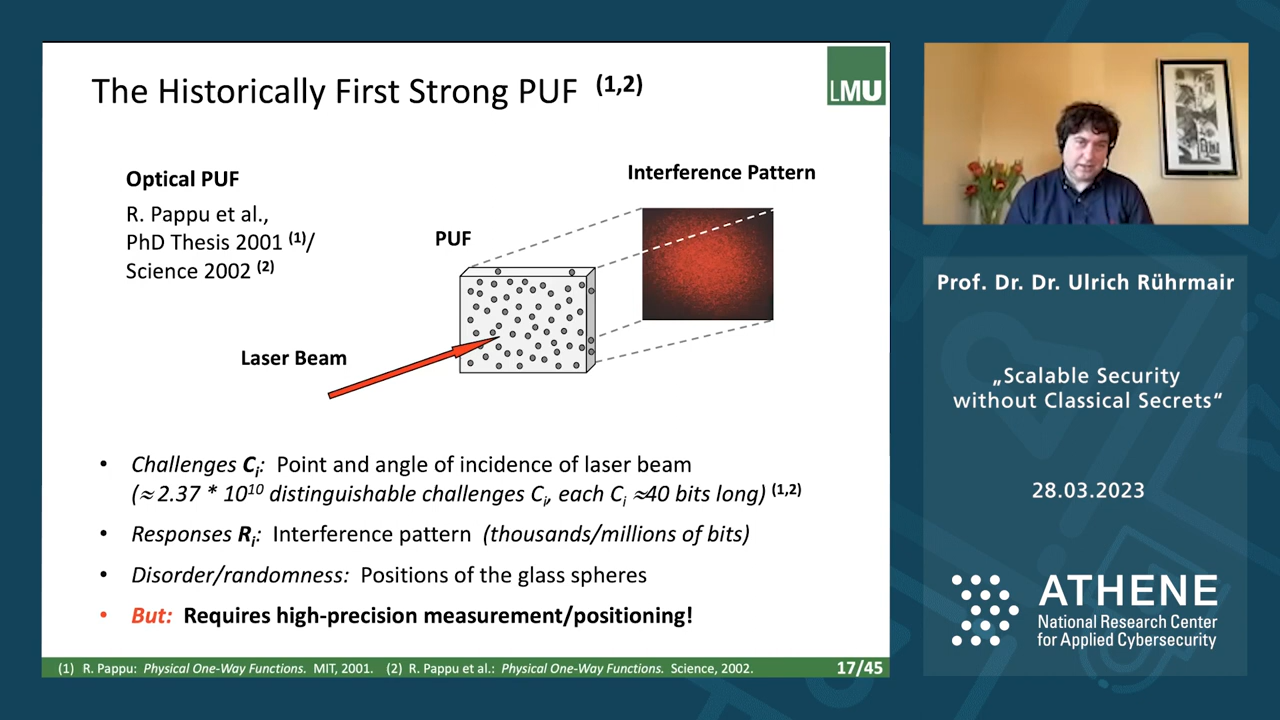 The Historically First Strong PUF (1,2)
LMU
Optical PUF
R. Pappu et al.,
PhD Thesis 2001 (1)/
Science 2002 (2)
Interference Pattern
PUF
Laser Beam
• Challenges Ci: Point and angle of incidence of laser beam
(≈ 2.37 * 10^10 distinguishable challenges Ci, each Ci ≈40 bits long) (1,2)
• Responses Ri: Interference pattern (thousands/millions of bits)
• Disorder/randomness: Positions of the glass spheres
• But: Requires high-precision measurement/positioning!
(1) R. Pappu: Physical One-Way Functions. MIT, 2001. (2) R. Pappu et al.: Physical One-Way Functions. Science, 2002. 17/45
Prof. Dr. Dr. Ulrich Rührmair
„Scalable Security
without Classical Secrets“
28.03.2023
ATHENE
National Research Center
for Applied Cybersecurity